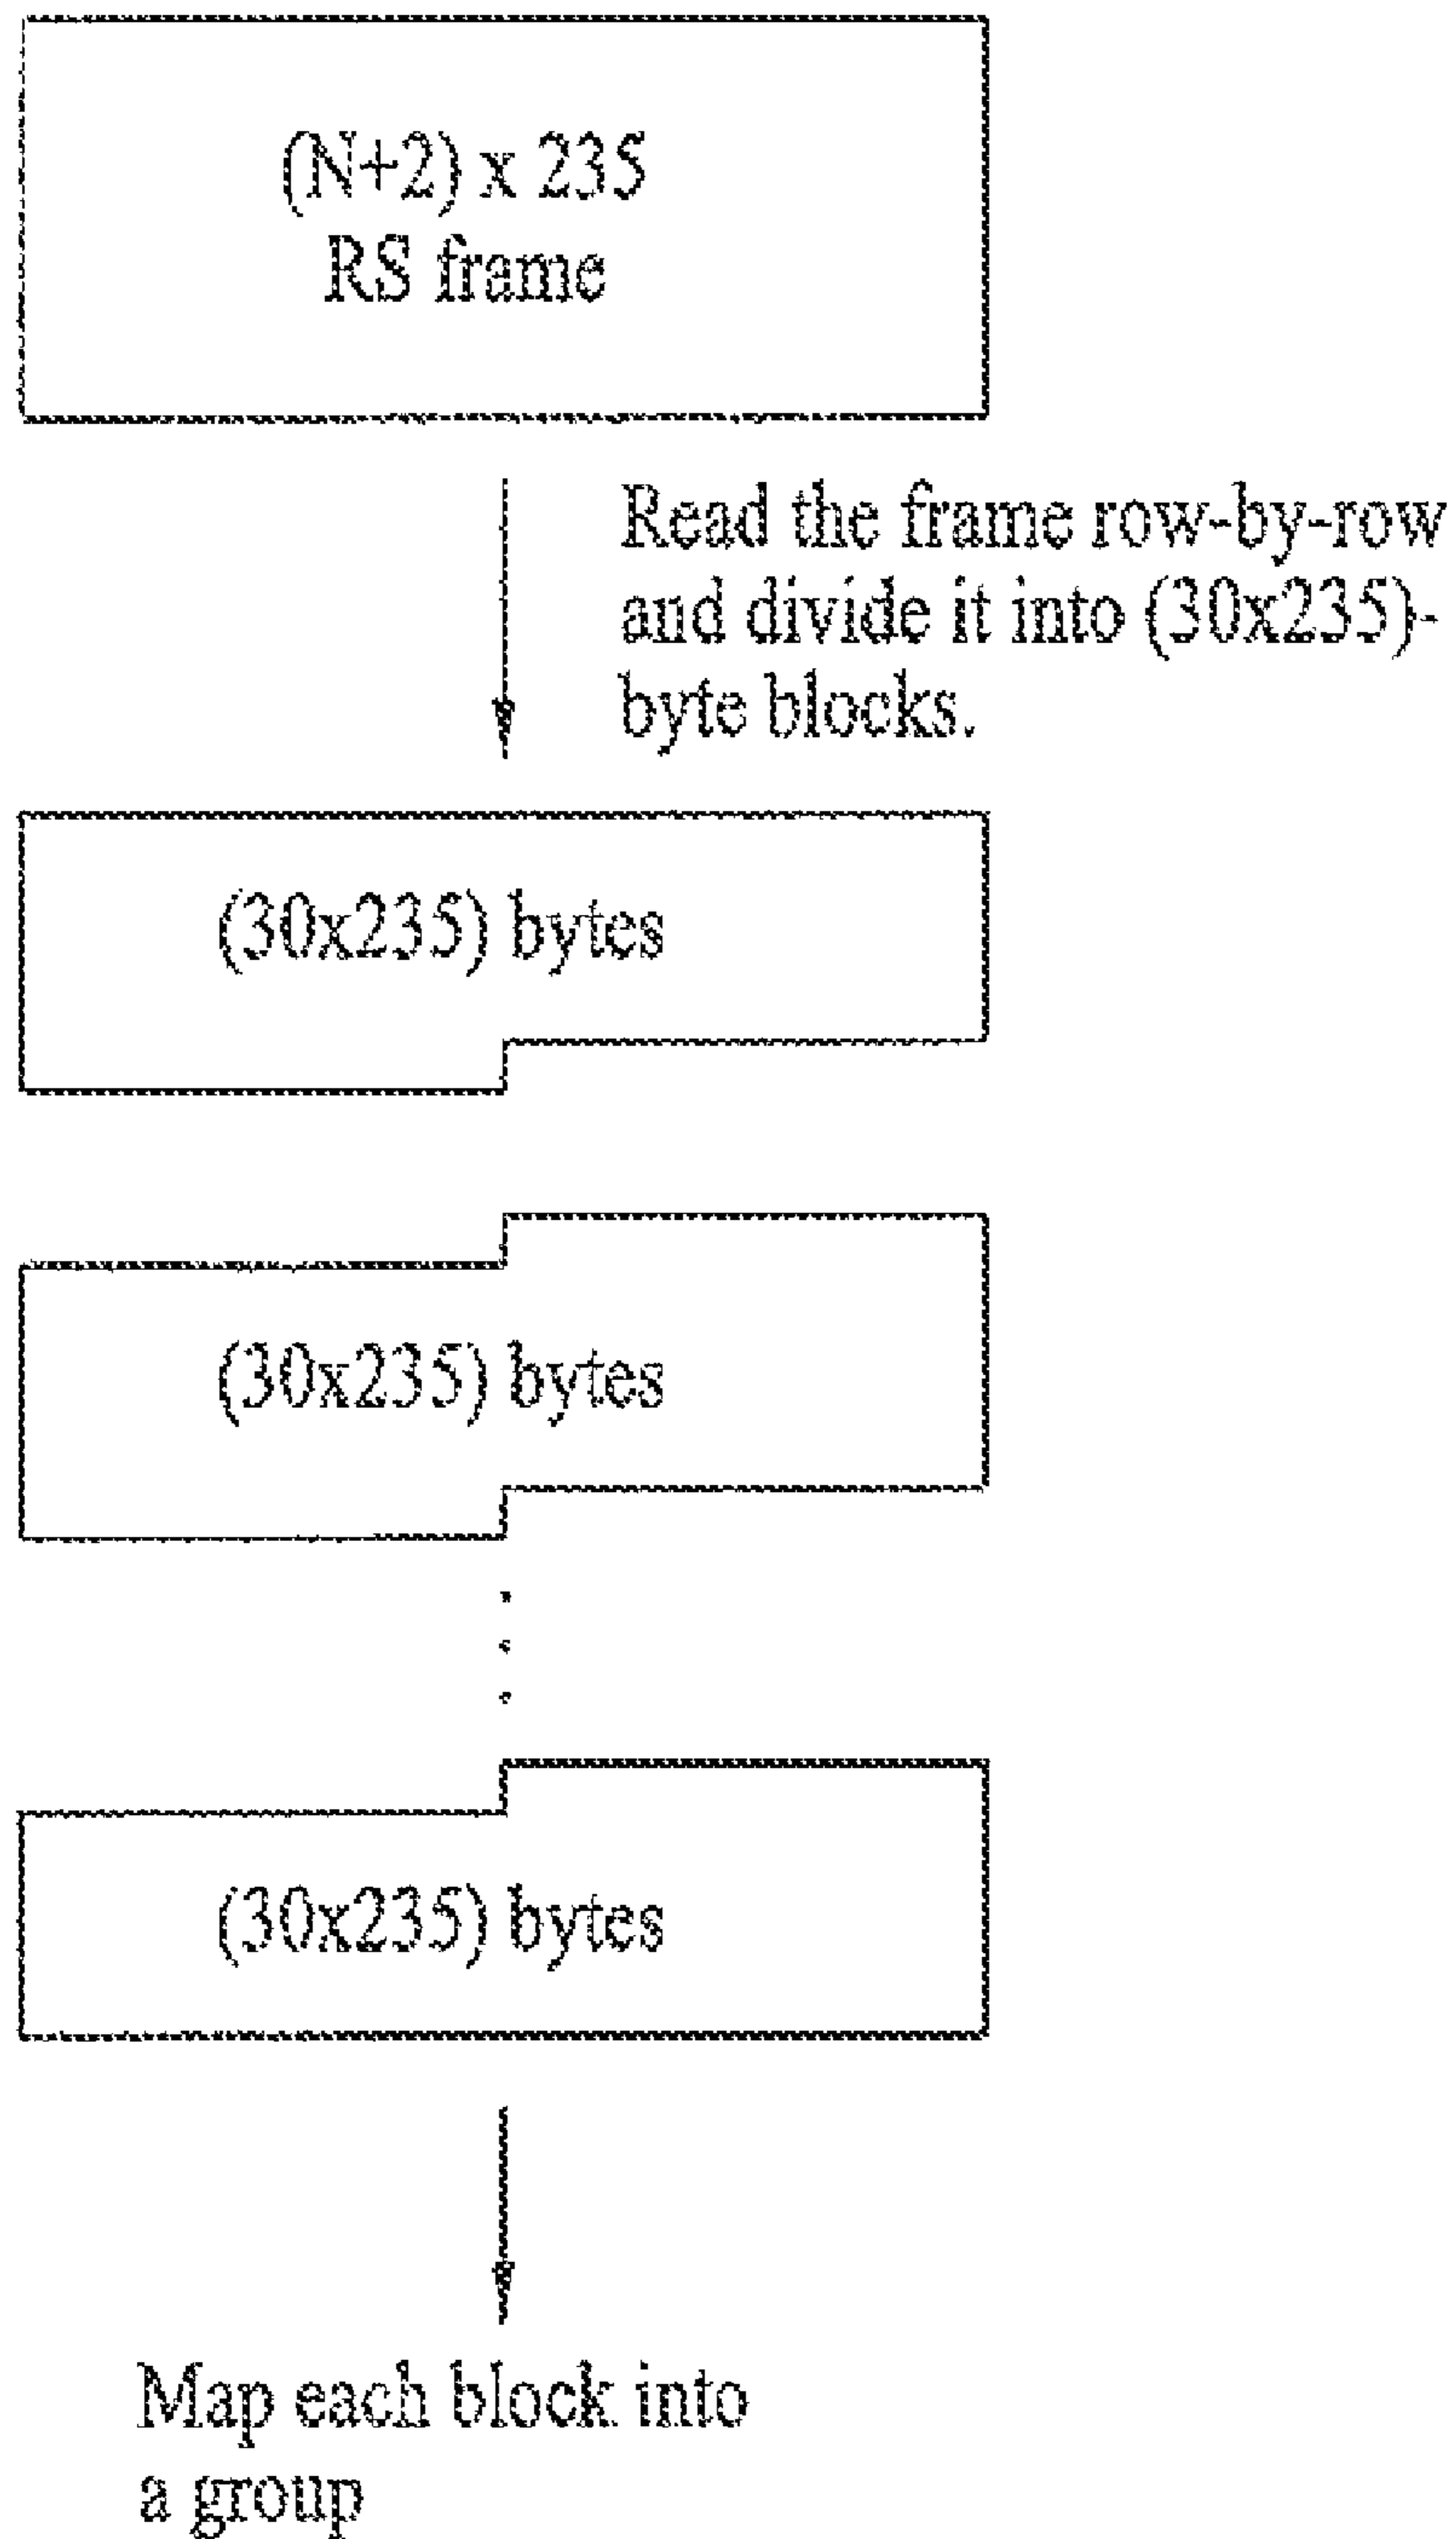 (N+2) x 235
RS frame
Read the frame row-by-row
and divide it into (30x235)-
byte blocks.
(30x235) bytes
(30x235) bytes
(30x235) bytes
Map each block into
a group